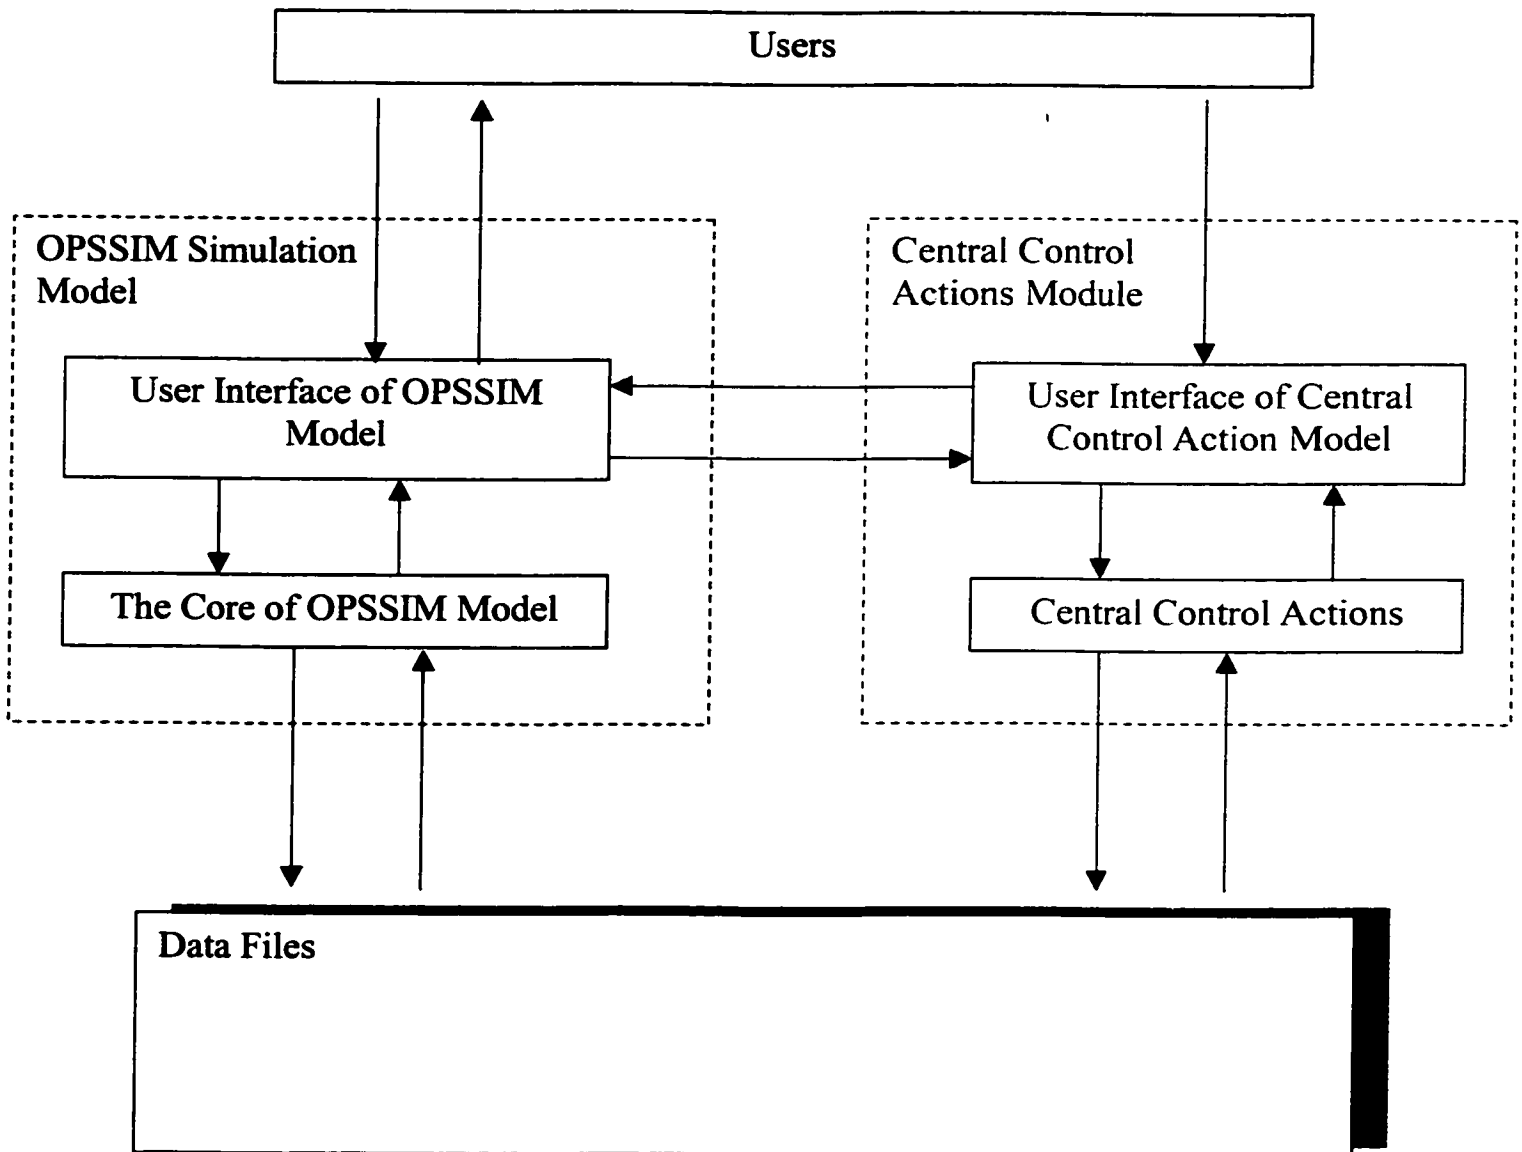 Users
OPSSIM Simulation
Model
Central Control
Actions Module
User Interface of OPSSIM
Model
User Interface of Central
Control Action Model
The Core of OPSSIM Model
Central Control Actions
Data Files